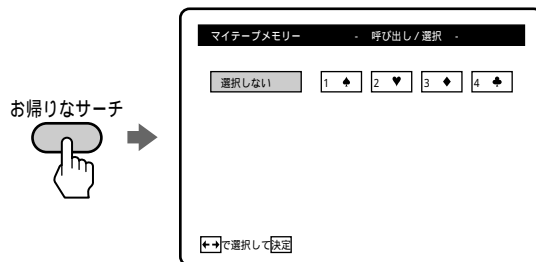 マイテープメモリー - 呼び出し/選択 -
選択しない 1 ♠ 2 ♥ 3 ♦ 4 ♣
お帰りなサーチ
←→で選択して決定